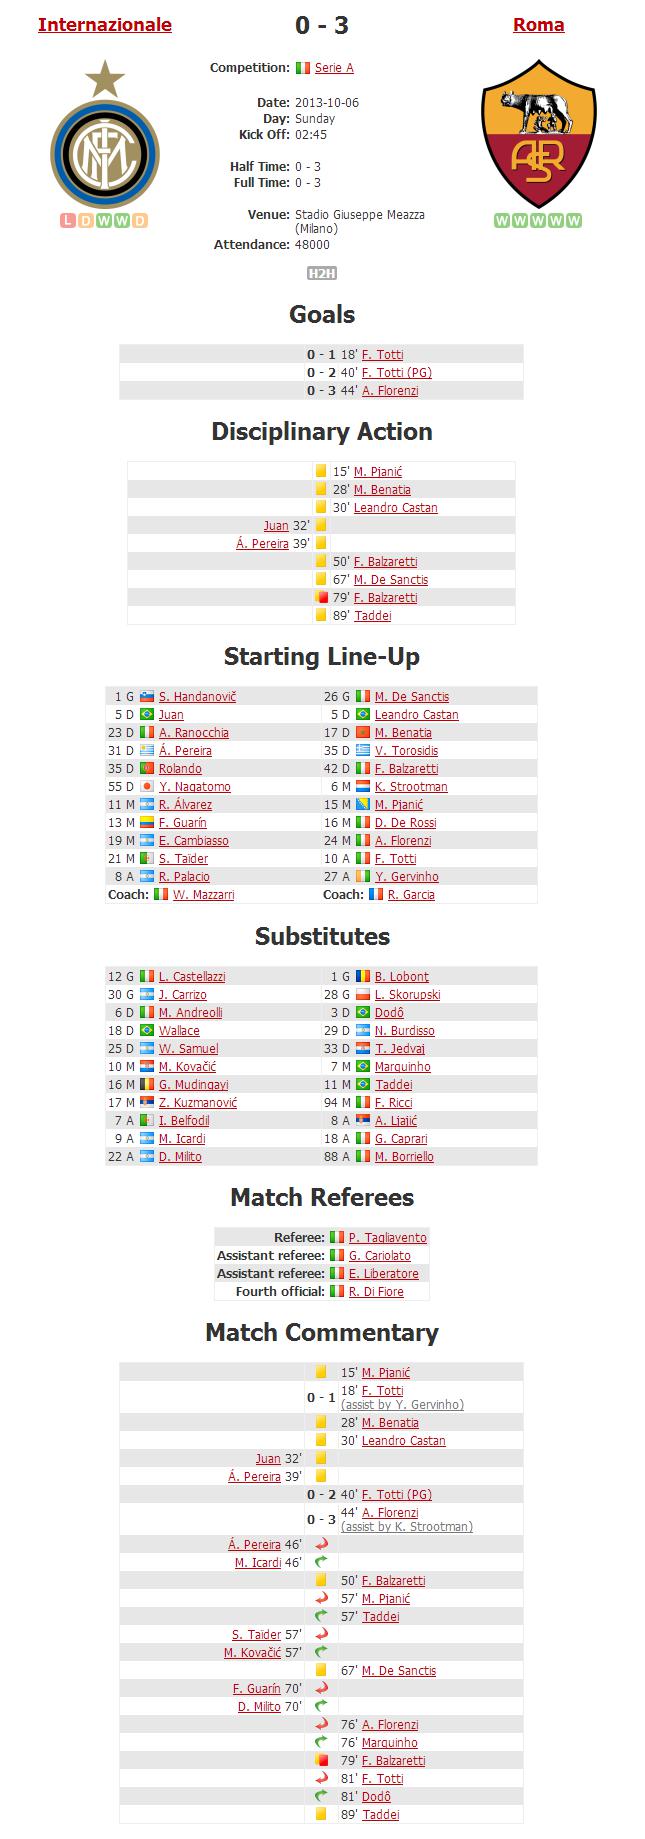 Internazionale 0 - 3 Roma
Competition: Serie A
Date: 2013-10-06
Day: Sunday
Kick Off: 02:45
Half Time: 0 - 3
Full Time: 0 - 3
Venue: Stadio Giuseppe Meazza
(Milano)
Attendance: 48000
L D W W D
W W W W W
H2H
Goals
0 - 1 18' F. Totti
0 - 2 40' F. Totti (PG)
0 - 3 44' A. Florenzi
Disciplinary Action
15' M. Pjanić
28' M. Benatia
30' Leandro Castan
Juan 32'
Á. Pereira 39'
50' F. Balzaretti
67' M. De Sanctis
79' F. Balzaretti
89' Taddei
Starting Line-Up
1 G S. Handanovič 26 G M. De Sanctis
5 D Juan 5 D Leandro Castan
23 D A. Ranocchia 17 D M. Benatia
31 D Á. Pereira 35 D V. Torosidis
35 D Rolando 42 D F. Balzaretti
55 D Y. Nagatomo 6 M K. Strootman
11 M R. Álvarez 15 M M. Pjanić
13 M F. Guarín 16 M D. De Rossi
19 M E. Cambiasso 24 M A. Florenzi
21 M S. Taïder 10 A F. Totti
8 A R. Palacio 27 A Y. Gervinho
Coach: W. Mazzarri Coach: R. Garcia
Substitutes
12 G L. Castellazzi 1 G B. Lobont
30 G J. Carrizo 28 G L. Skorupski
6 D M. Andreolli 3 D Dodô
18 D Wallace 29 D N. Burdisso
25 D W. Samuel 33 D T. Jedvaj
10 M M. Kovačić 7 M Marquinho
16 M G. Mudingayi 11 M Taddei
17 M Z. Kuzmanović 94 M F. Ricci
7 A I. Belfodil 8 A A. Ljajić
9 A M. Icardi 18 A G. Caprari
22 A D. Milito 88 A M. Borriello
Match Referees
Referee: P. Tagliavento
Assistant referee: G. Cariolato
Assistant referee: E. Liberatore
Fourth official: R. Di Fiore
Match Commentary
15' M. Pjanić
0 - 1 18' F. Totti
(assist by Y. Gervinho)
28' M. Benatia
30' Leandro Castan
Juan 32'
Á. Pereira 39'
0 - 2 40' F. Totti (PG)
0 - 3 44' A. Florenzi
(assist by K. Strootman)
Á. Pereira 46'
M. Icardi 46'
50' F. Balzaretti
57' M. Pjanić
57' Taddei
S. Taïder 57'
M. Kovačić 57'
67' M. De Sanctis
F. Guarín 70'
D. Milito 70'
76' A. Florenzi
76' Marquinho
79' F. Balzaretti
81' F. Totti
81' Dodô
89' Taddei